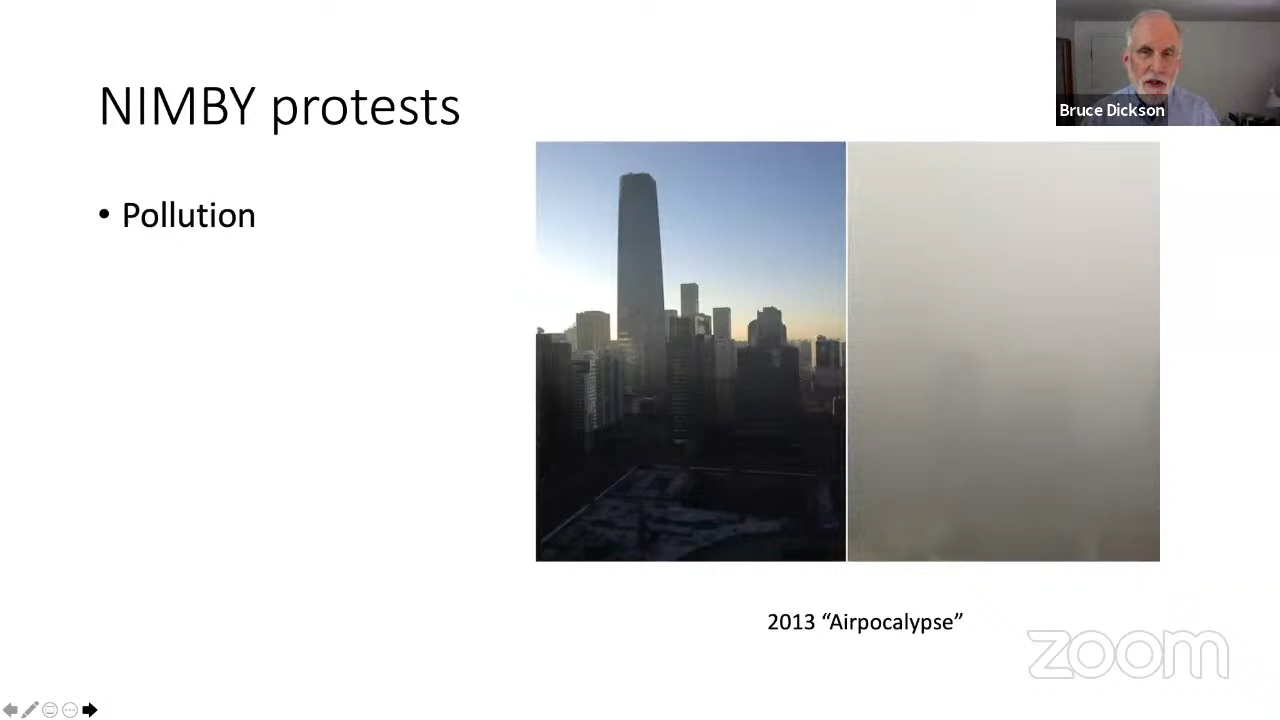 NIMBY protests
Bruce Dickson
• Pollution
2013 “Airpocalypse”
zoom